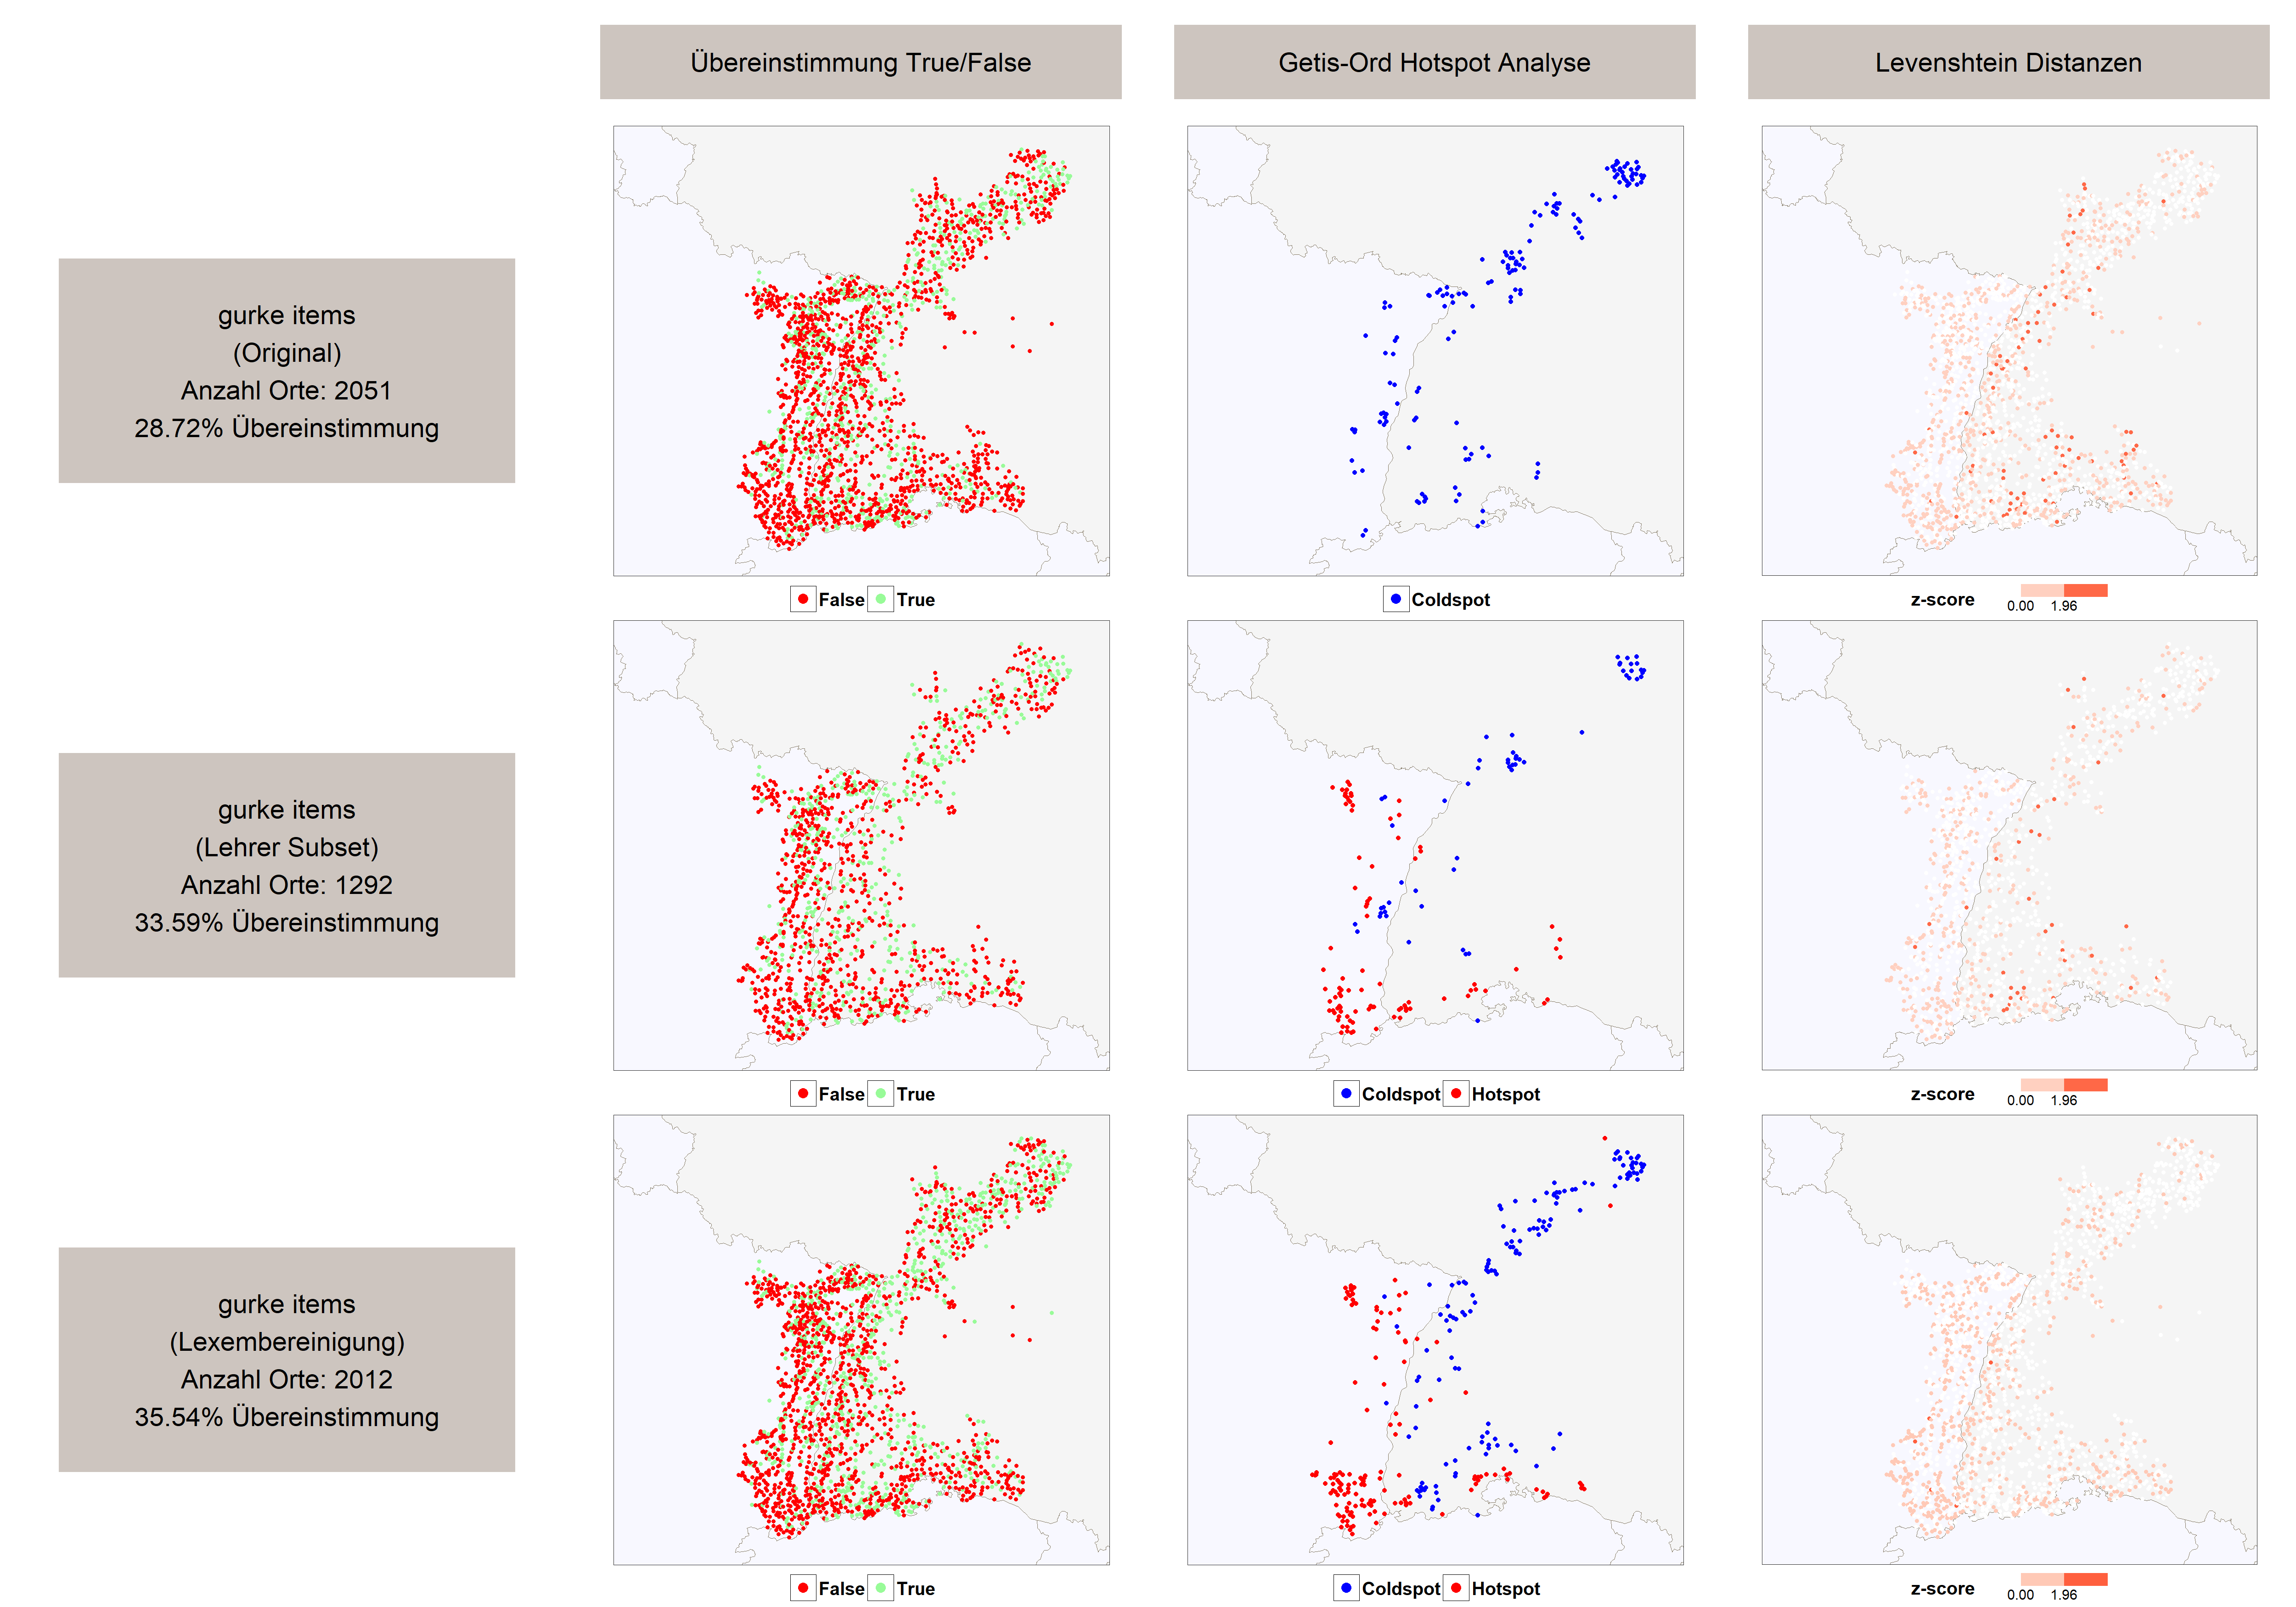 Übereinstimmung True/False
Getis-Ord Hotspot Analyse
Levenshtein Distanzen
gurke items
(Original)
Anzahl Orte: 2051
28.72% Übereinstimmung
False True
Coldspot
z-score
0.00 1.96
gurke items
(Lehrer Subset)
Anzahl Orte: 1292
33.59% Übereinstimmung
False True
Coldspot Hotspot
z-score
0.00 1.96
gurke items
(Lexembereinigung)
Anzahl Orte: 2012
35.54% Übereinstimmung
False True
Coldspot Hotspot
z-score
0.00 1.96